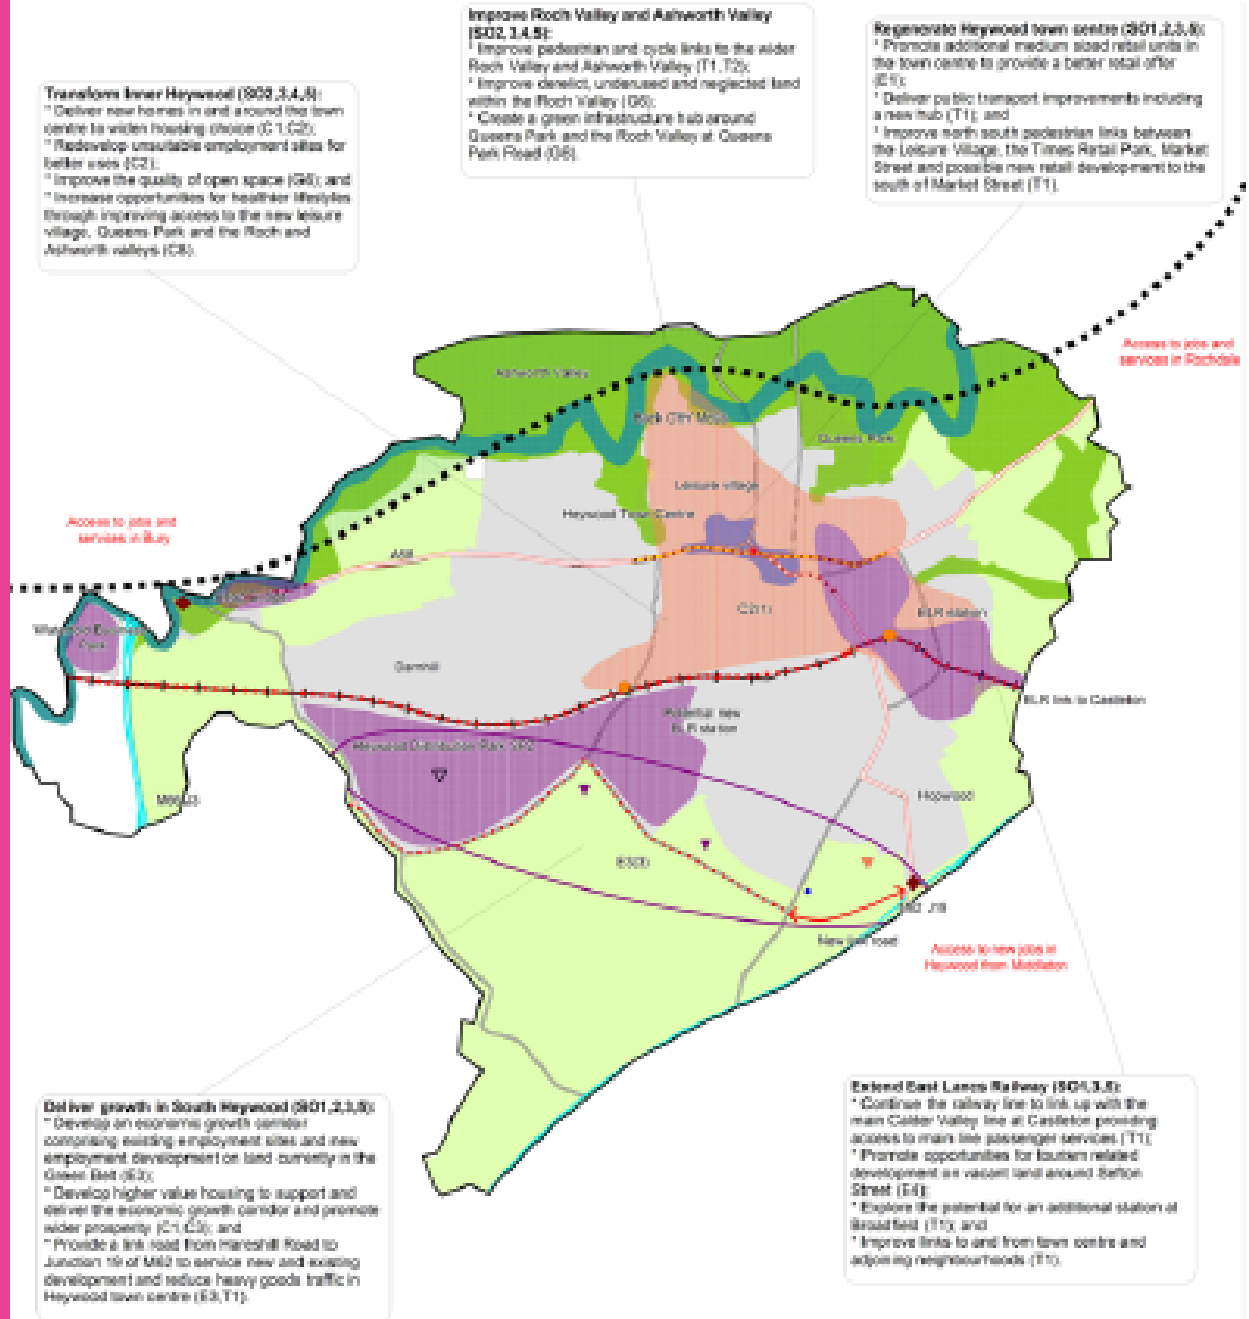 Improve Roch Valley and Ashworth Valley
(SO2,3,4,5):
* Improve pedestrian and cycle links to the wider
Roch Valley and Ashworth Valley (T1,T2);
* Improve derelict, underused and neglected land
within the Roch Valley (G6);
* Create a green infrastructure hub around
Queens Park and the Roch Valley at Queens
Park Road (G6).
Regenerate Heywood town centre (SO1,2,3,5):
* Promote additional medium sized retail units in
the town centre to provide a better retail offer
(E1);
* Deliver public transport improvements including
a new hub (T1); and
* Improve north south pedestrian links between
the Leisure Village, the Times Retail Park, Market
Street and possible new retail development to the
south of Market Street (T1).
Transform Inner Heywood (SO2,3,4,5):
* Deliver new homes in and around the town
centre to widen housing choice (C1,C2);
* Redevelop unsuitable employment sites for
better uses (C2);
* Improve the quality of open space (G6); and
* Increase opportunities for healthier lifestyles
through improving access to the new leisure
village, Queens Park and the Roch and
Ashworth valleys (C8).
Access to jobs and
services in Rochdale
Ashworth Valley
Queens Park
Leisure village
Heywood Town Centre
Access to jobs and
services in Bury
A58
C2(1)
ELR station
Park
Darnhill
ELR link to Castleton
Potential new
ELR station
Heywood Distribution Park SP2
Hopwood
E3(3)
M62 J19
New link road
Access to new jobs in
Heywood from Middleton
Deliver growth in South Heywood (SO1,2,3,5):
* Develop an economic growth corridor
comprising existing employment sites and new
employment development on land currently in the
Green Belt (E3);
* Develop higher value housing to support and
deliver the economic growth corridor and promote
wider prosperity (C1,C3); and
* Provide a link road from Hareshill Road to
Junction 19 of M62 to service new and existing
development and reduce heavy goods traffic in
Heywood town centre (E3,T1).
Extend East Lancs Railway (SO1,3,5):
* Continue the railway line to link up with the
main Calder Valley line at Castleton providing
access to main line passenger services (T1);
* Promote opportunities for tourism related
development on vacant land around Sefton
Street (E4);
* Explore the potential for an additional station at
Broadfield (T1); and
* Improve links to and from town centre and
adjoining neighbourhoods (T1).